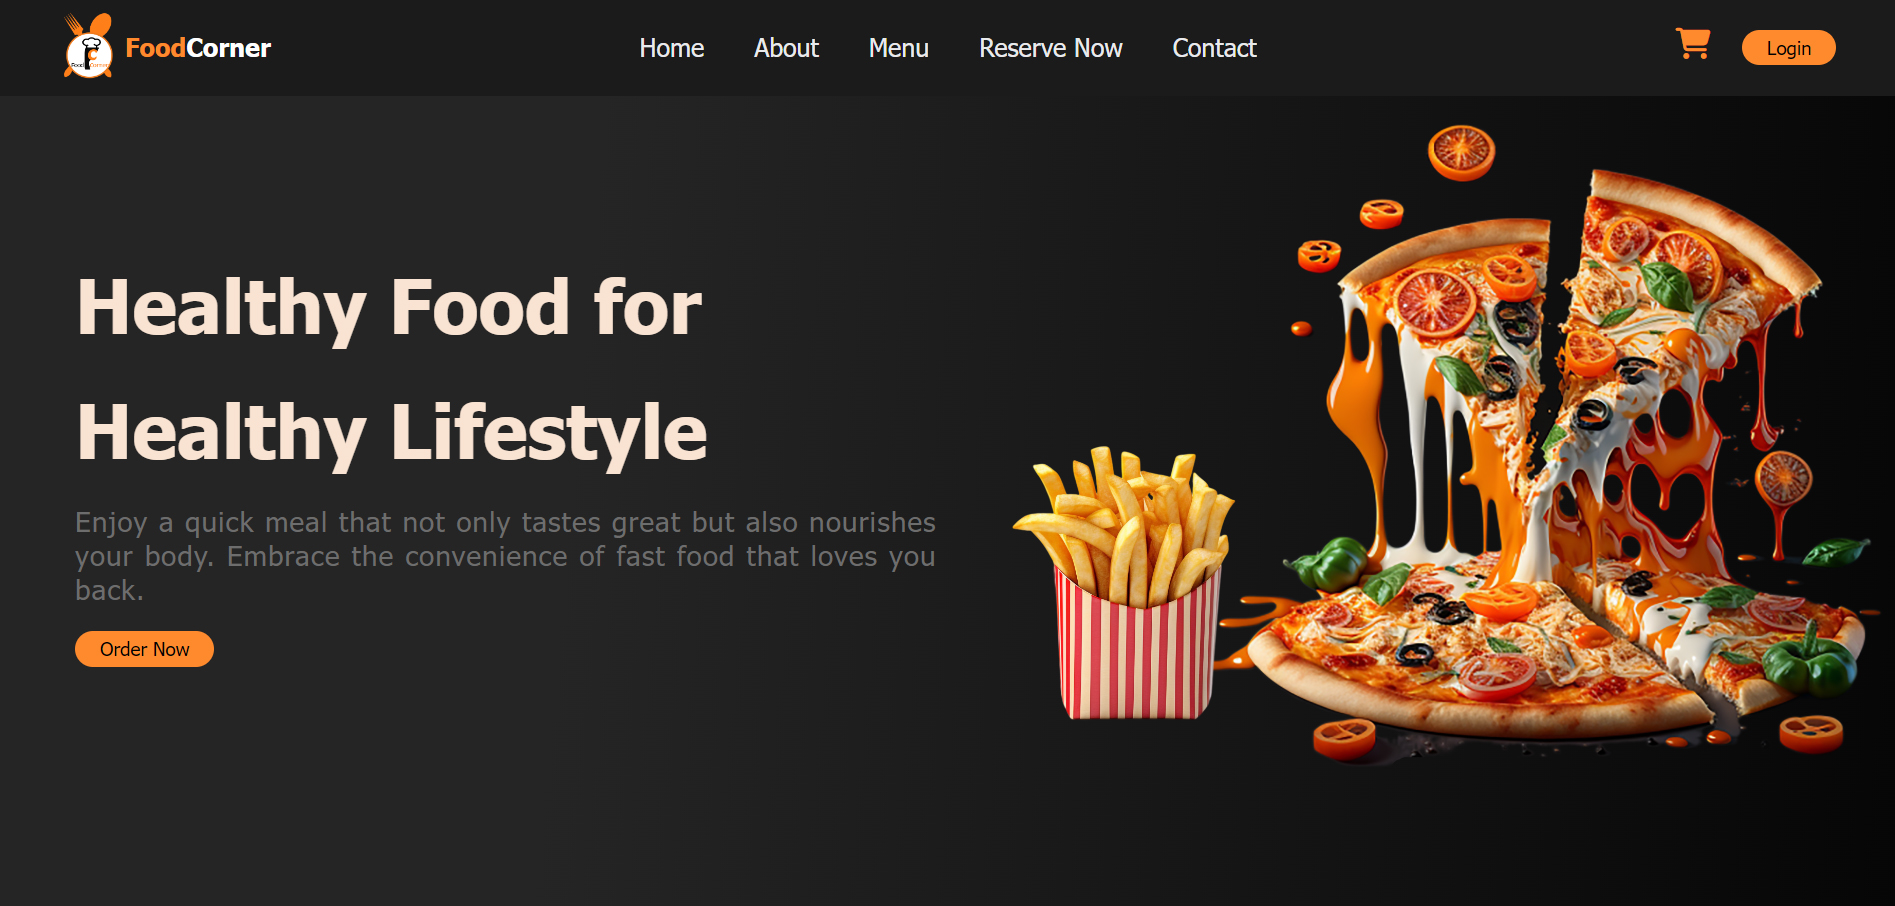 FoodCorner
Home About Menu Reserve Now Contact
Login
Healthy Food for
Healthy Lifestyle
Enjoy a quick meal that not only tastes great but also nourishes
your body. Embrace the convenience of fast food that loves you
back.
Order Now